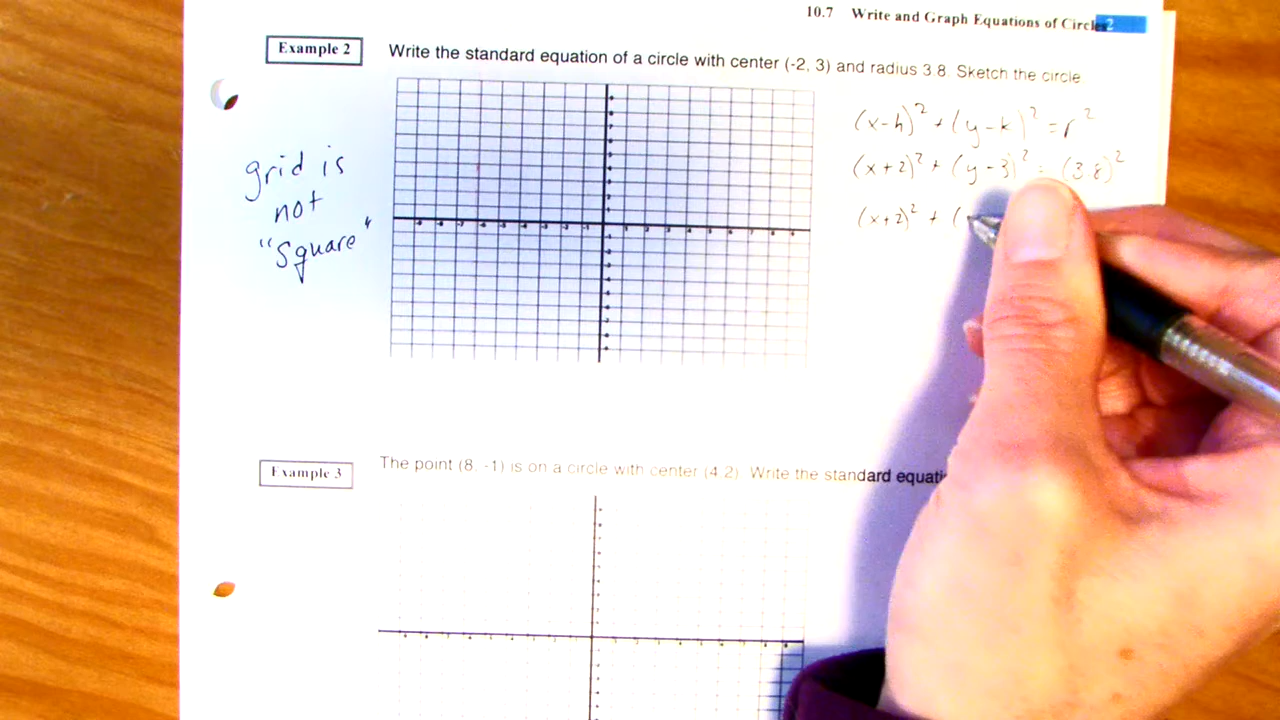 10.7 Write and Graph Equations of Circles 2
Example 2
Write the standard equation of a circle with center (-2, 3) and radius 3.8. Sketch the circle
(x-h)² + (y-k)² = r²
(x+2)² + (y-3)² = (3.8)²
(x+2)² + (
grid is
not
"Square"
Example 3
The point (8, -1) is on a circle with center (4,2). Write the standard equati